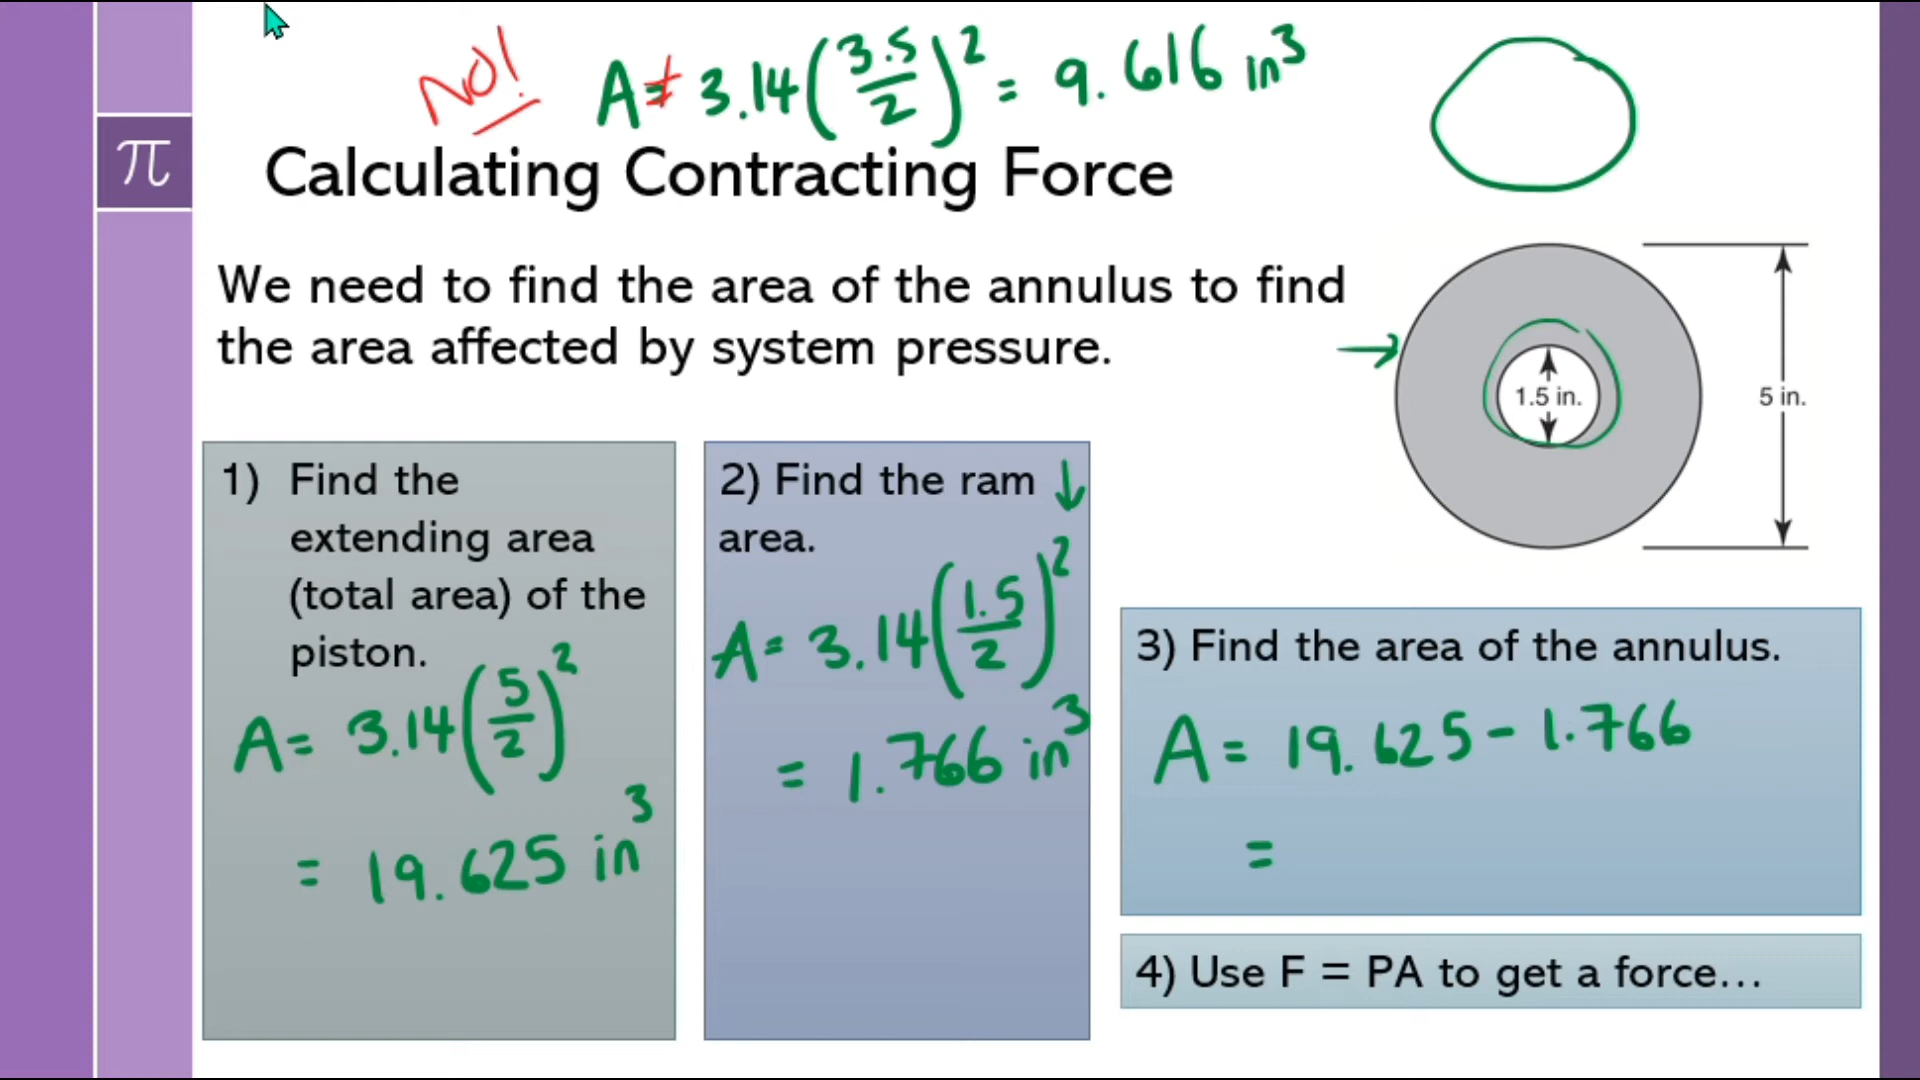 NO! A ≠ 3.14(3.5/2)² = 9.616 in³
π
Calculating Contracting Force
We need to find the area of the annulus to find
the area affected by system pressure.
1.5 in.
5 in.
1) Find the
extending area
(total area) of the
piston.
A = 3.14(5/2)²
= 19.625 in³
2) Find the ram
area.
A = 3.14(1.5/2)²
= 1.766 in³
3) Find the area of the annulus.
A = 19.625 - 1.766
=
4) Use F = PA to get a force...